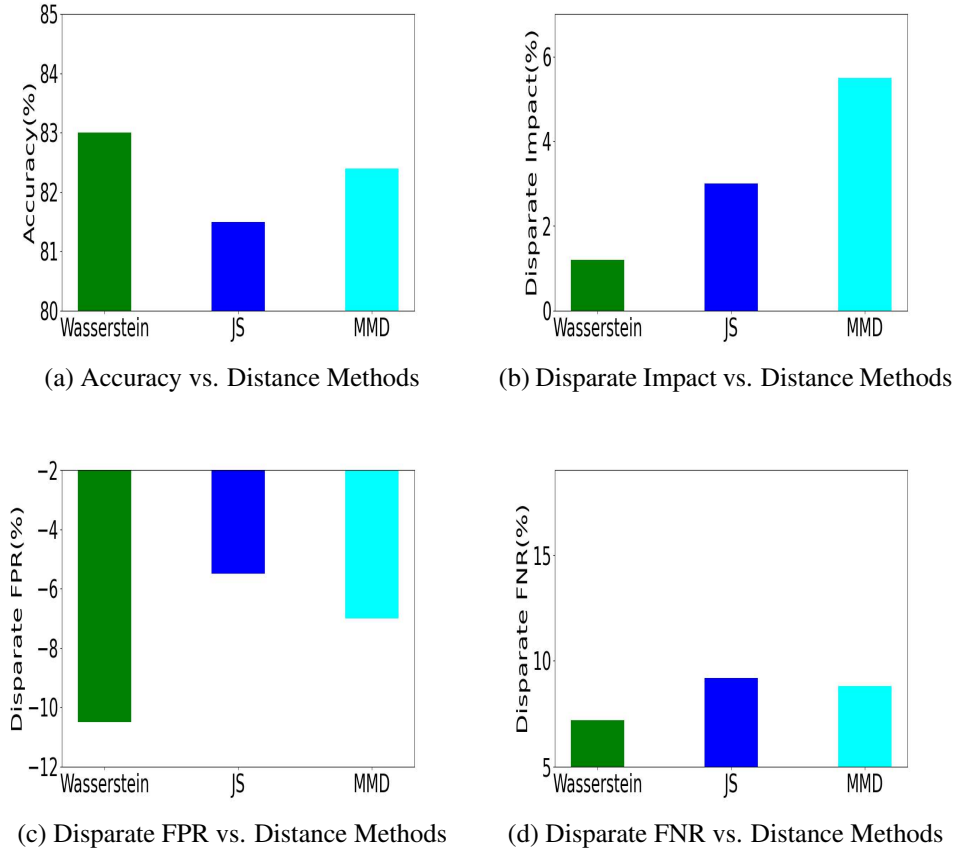 85
84
83
82
81
80
Accuracy(%)
Wasserstein JS MMD
(a) Accuracy vs. Distance Methods
6
4
2
0
Disparate Impact(%)
Wasserstein JS MMD
(b) Disparate Impact vs. Distance Methods
−2
−4
−6
−8
−10
−12
Disparate FPR(%)
Wasserstein JS MMD
(c) Disparate FPR vs. Distance Methods
15
10
5
Disparate FNR(%)
Wasserstein JS MMD
(d) Disparate FNR vs. Distance Methods